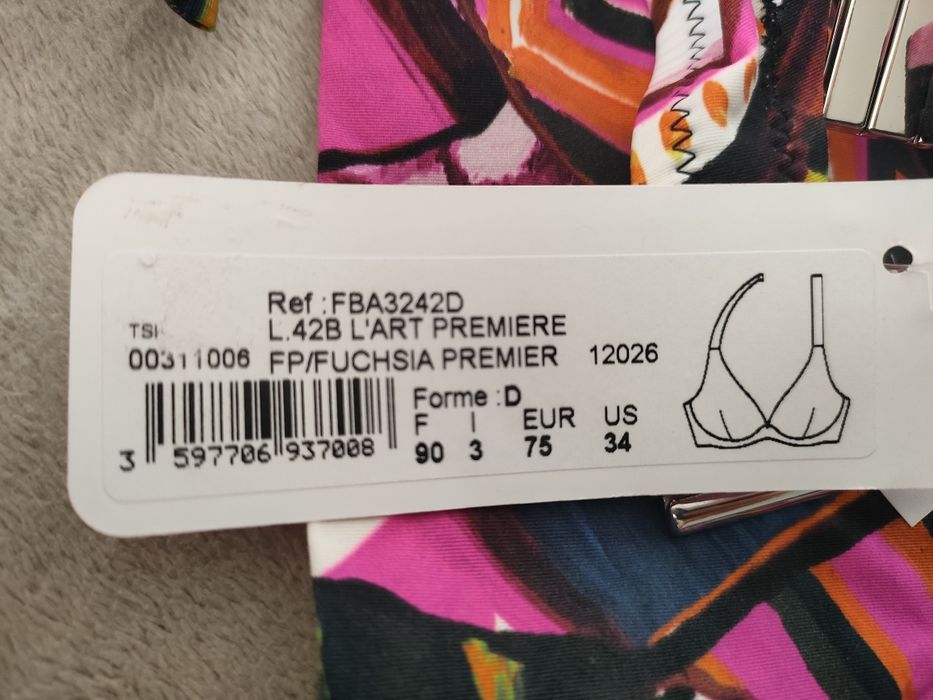 Ref :FBA3242D
L.42B L'ART PREMIERE
TSI
00311006 FP/FUCHSIA PREMIER 12026
Forme :D
F I EUR US
90 3 75 34
3 597706 937008